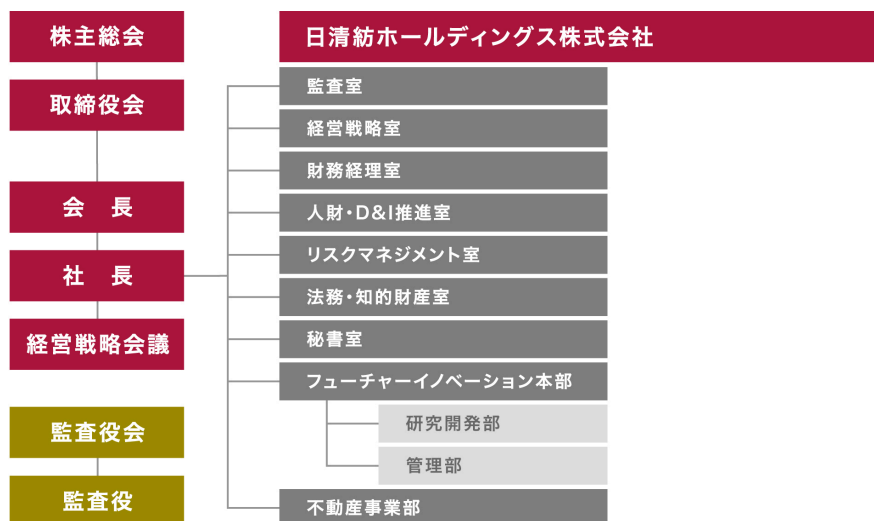 株主総会
取締役会
会　長
社　長
経営戦略会議
監査役会
監査役
日清紡ホールディングス株式会社
監査室
経営戦略室
財務経理室
人財・D&I推進室
リスクマネジメント室
法務・知的財産室
秘書室
フューチャーイノベーション本部
研究開発部
管理部
不動産事業部